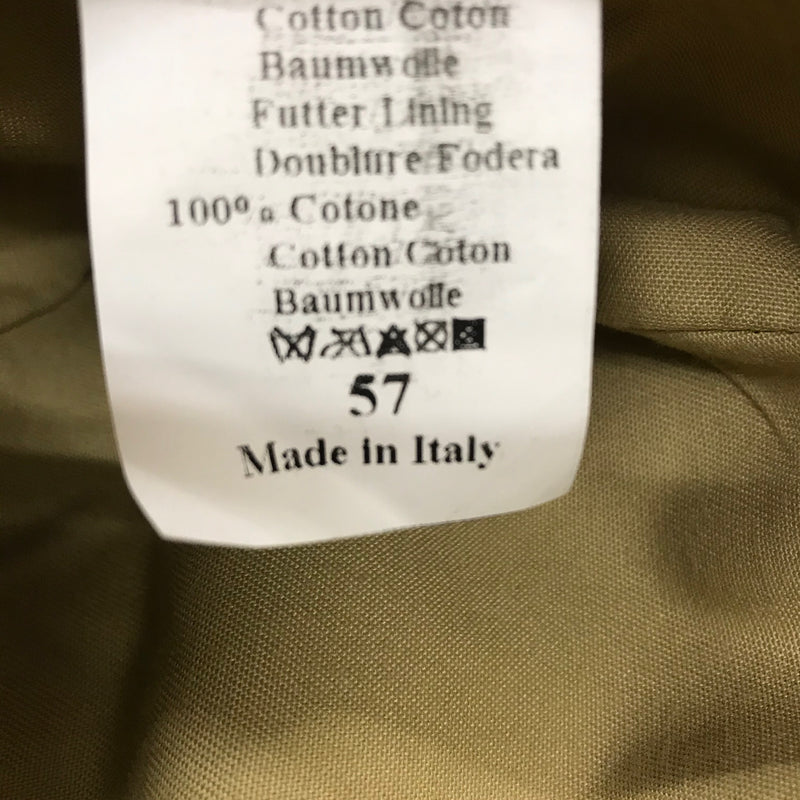 Cotton Coton
Baumwolle
Futter Lining
Doublure Fodera
100% Cotone
Cotton Coton
Baumwolle
57
Made in Italy